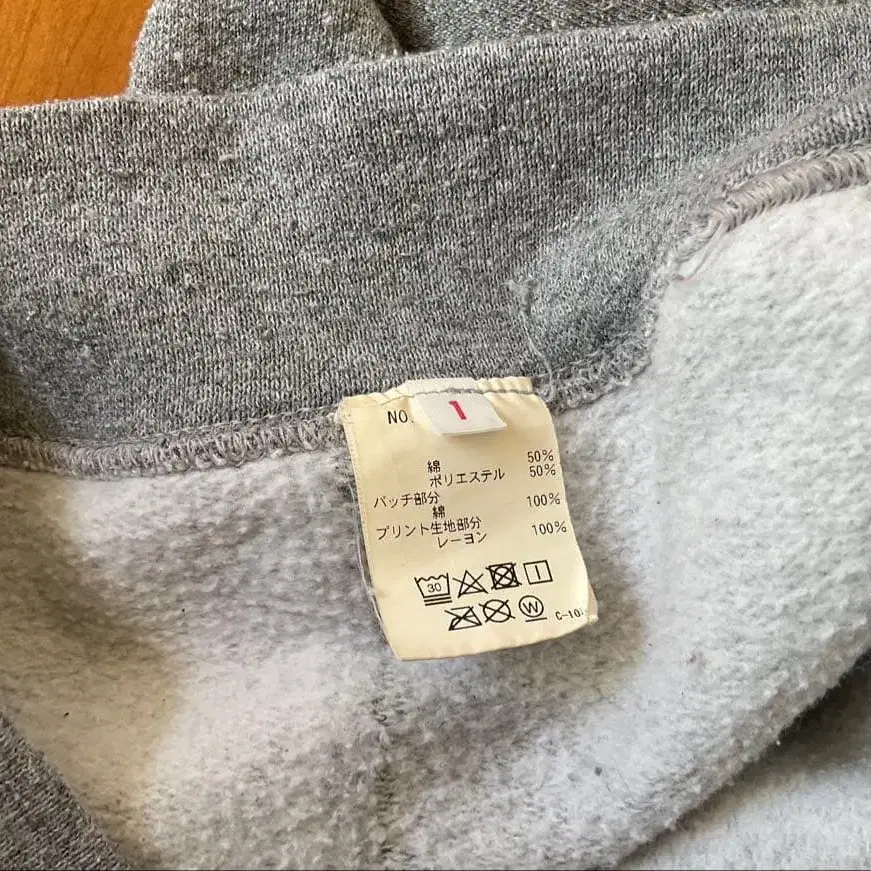 NO.
1
綿 50%
ポリエステル 50%
パッチ部分
綿 100%
プリント生地部分
レーヨン 100%
30
W